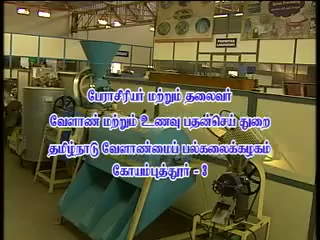 பேராசிரியர் மற்றும் தலைவர்
வேளாண் மற்றும் உணவு பதன்செய் துறை
தமிழ்நாடு வேளாண்மைப் பல்கலைக்கழகம்
கோயம்புத்தூர் - 3